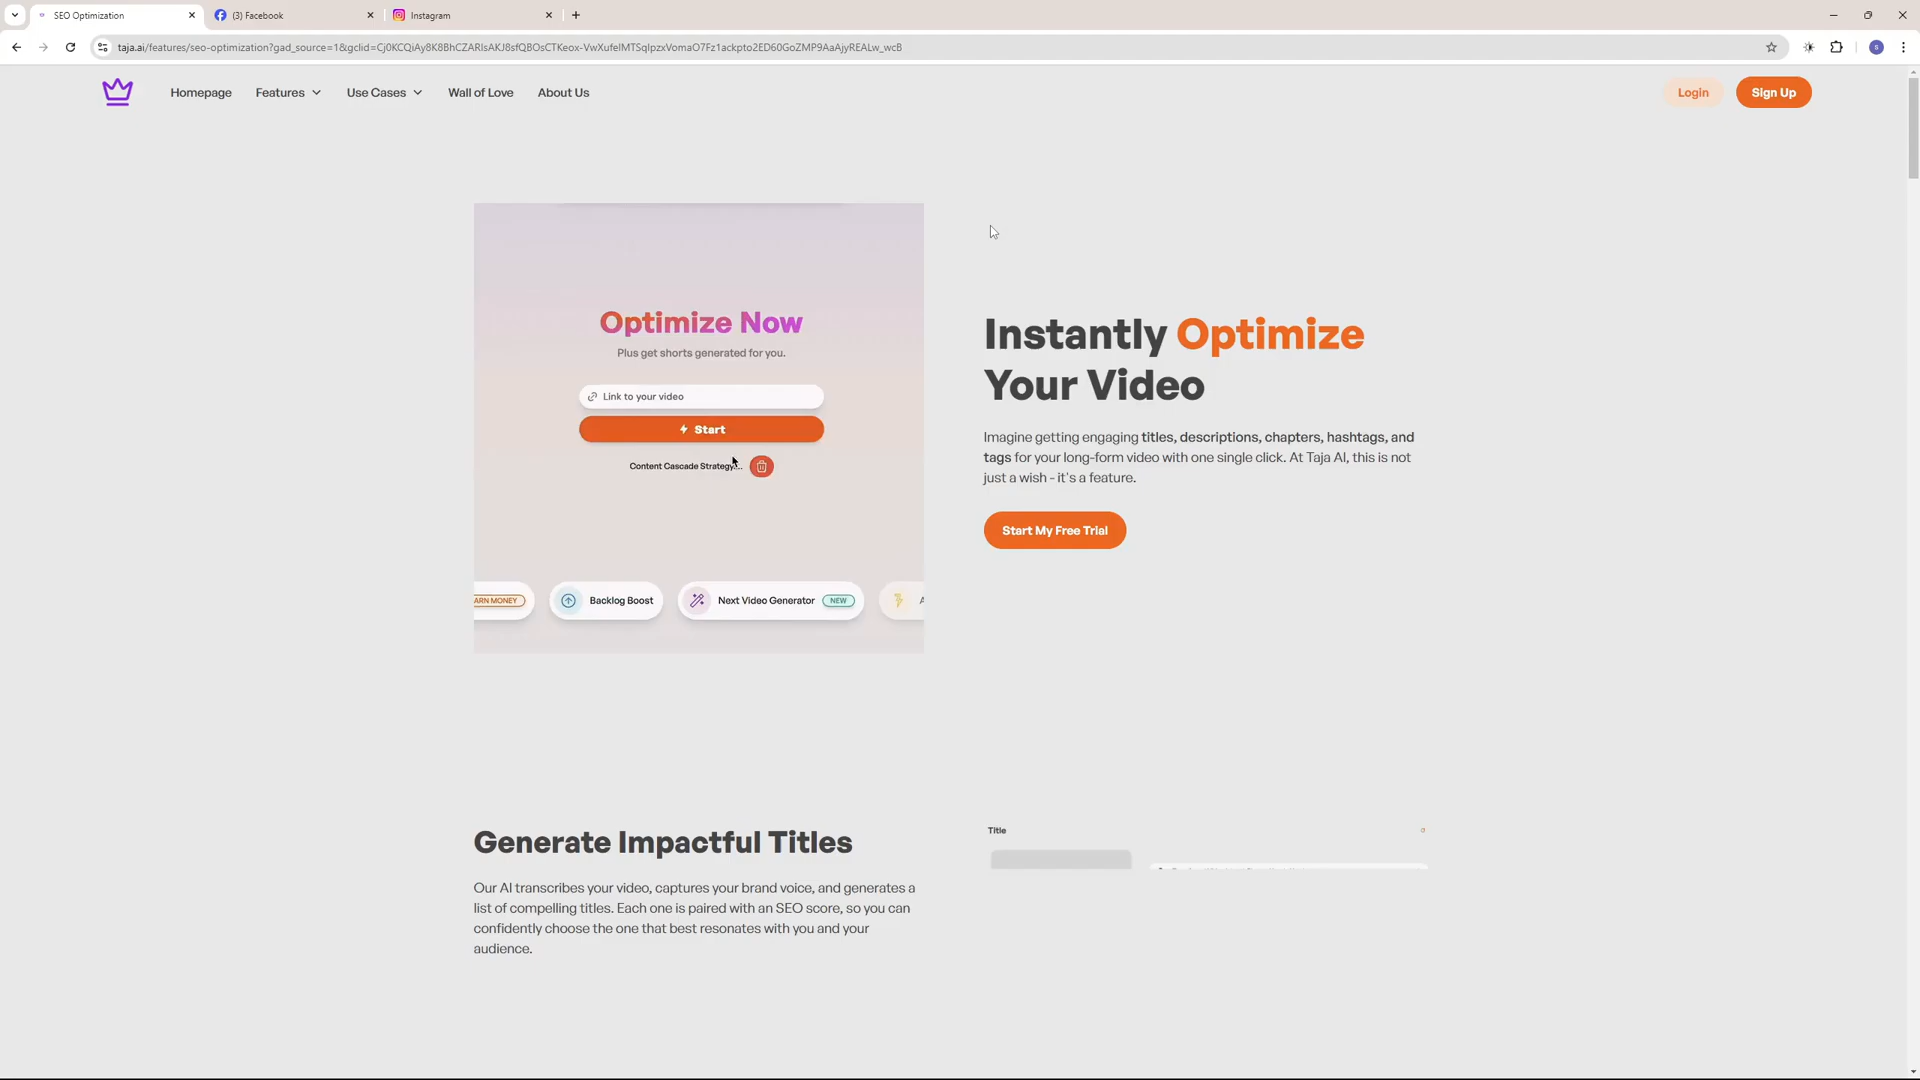 SEO Optimization
(3) Facebook
Instagram
taja.ai/features/seo-optimization?gad_source=1&gclid=Cj0KCQiAy8K8BhCZARIsAKJ8sfQBOsCTKeox-VwXufelMTSqlpzxVomaO7Fz1ackpto2ED60GoZMP9AaAjyREALw_wcB
Homepage
Features
Use Cases
Wall of Love
About Us
Login
Sign Up
Optimize Now
Plus get shorts generated for you.
Link to your video
Start
Content Cascade Strategy...
ARN MONEY
Backlog Boost
Next Video Generator
NEW
Instantly Optimize
Your Video
Imagine getting engaging titles, descriptions, chapters, hashtags, and
tags for your long-form video with one single click. At Taja AI, this is not
just a wish - it's a feature.
Start My Free Trial
Generate Impactful Titles
Our AI transcribes your video, captures your brand voice, and generates a
list of compelling titles. Each one is paired with an SEO score, so you can
confidently choose the one that best resonates with you and your
audience.
Title